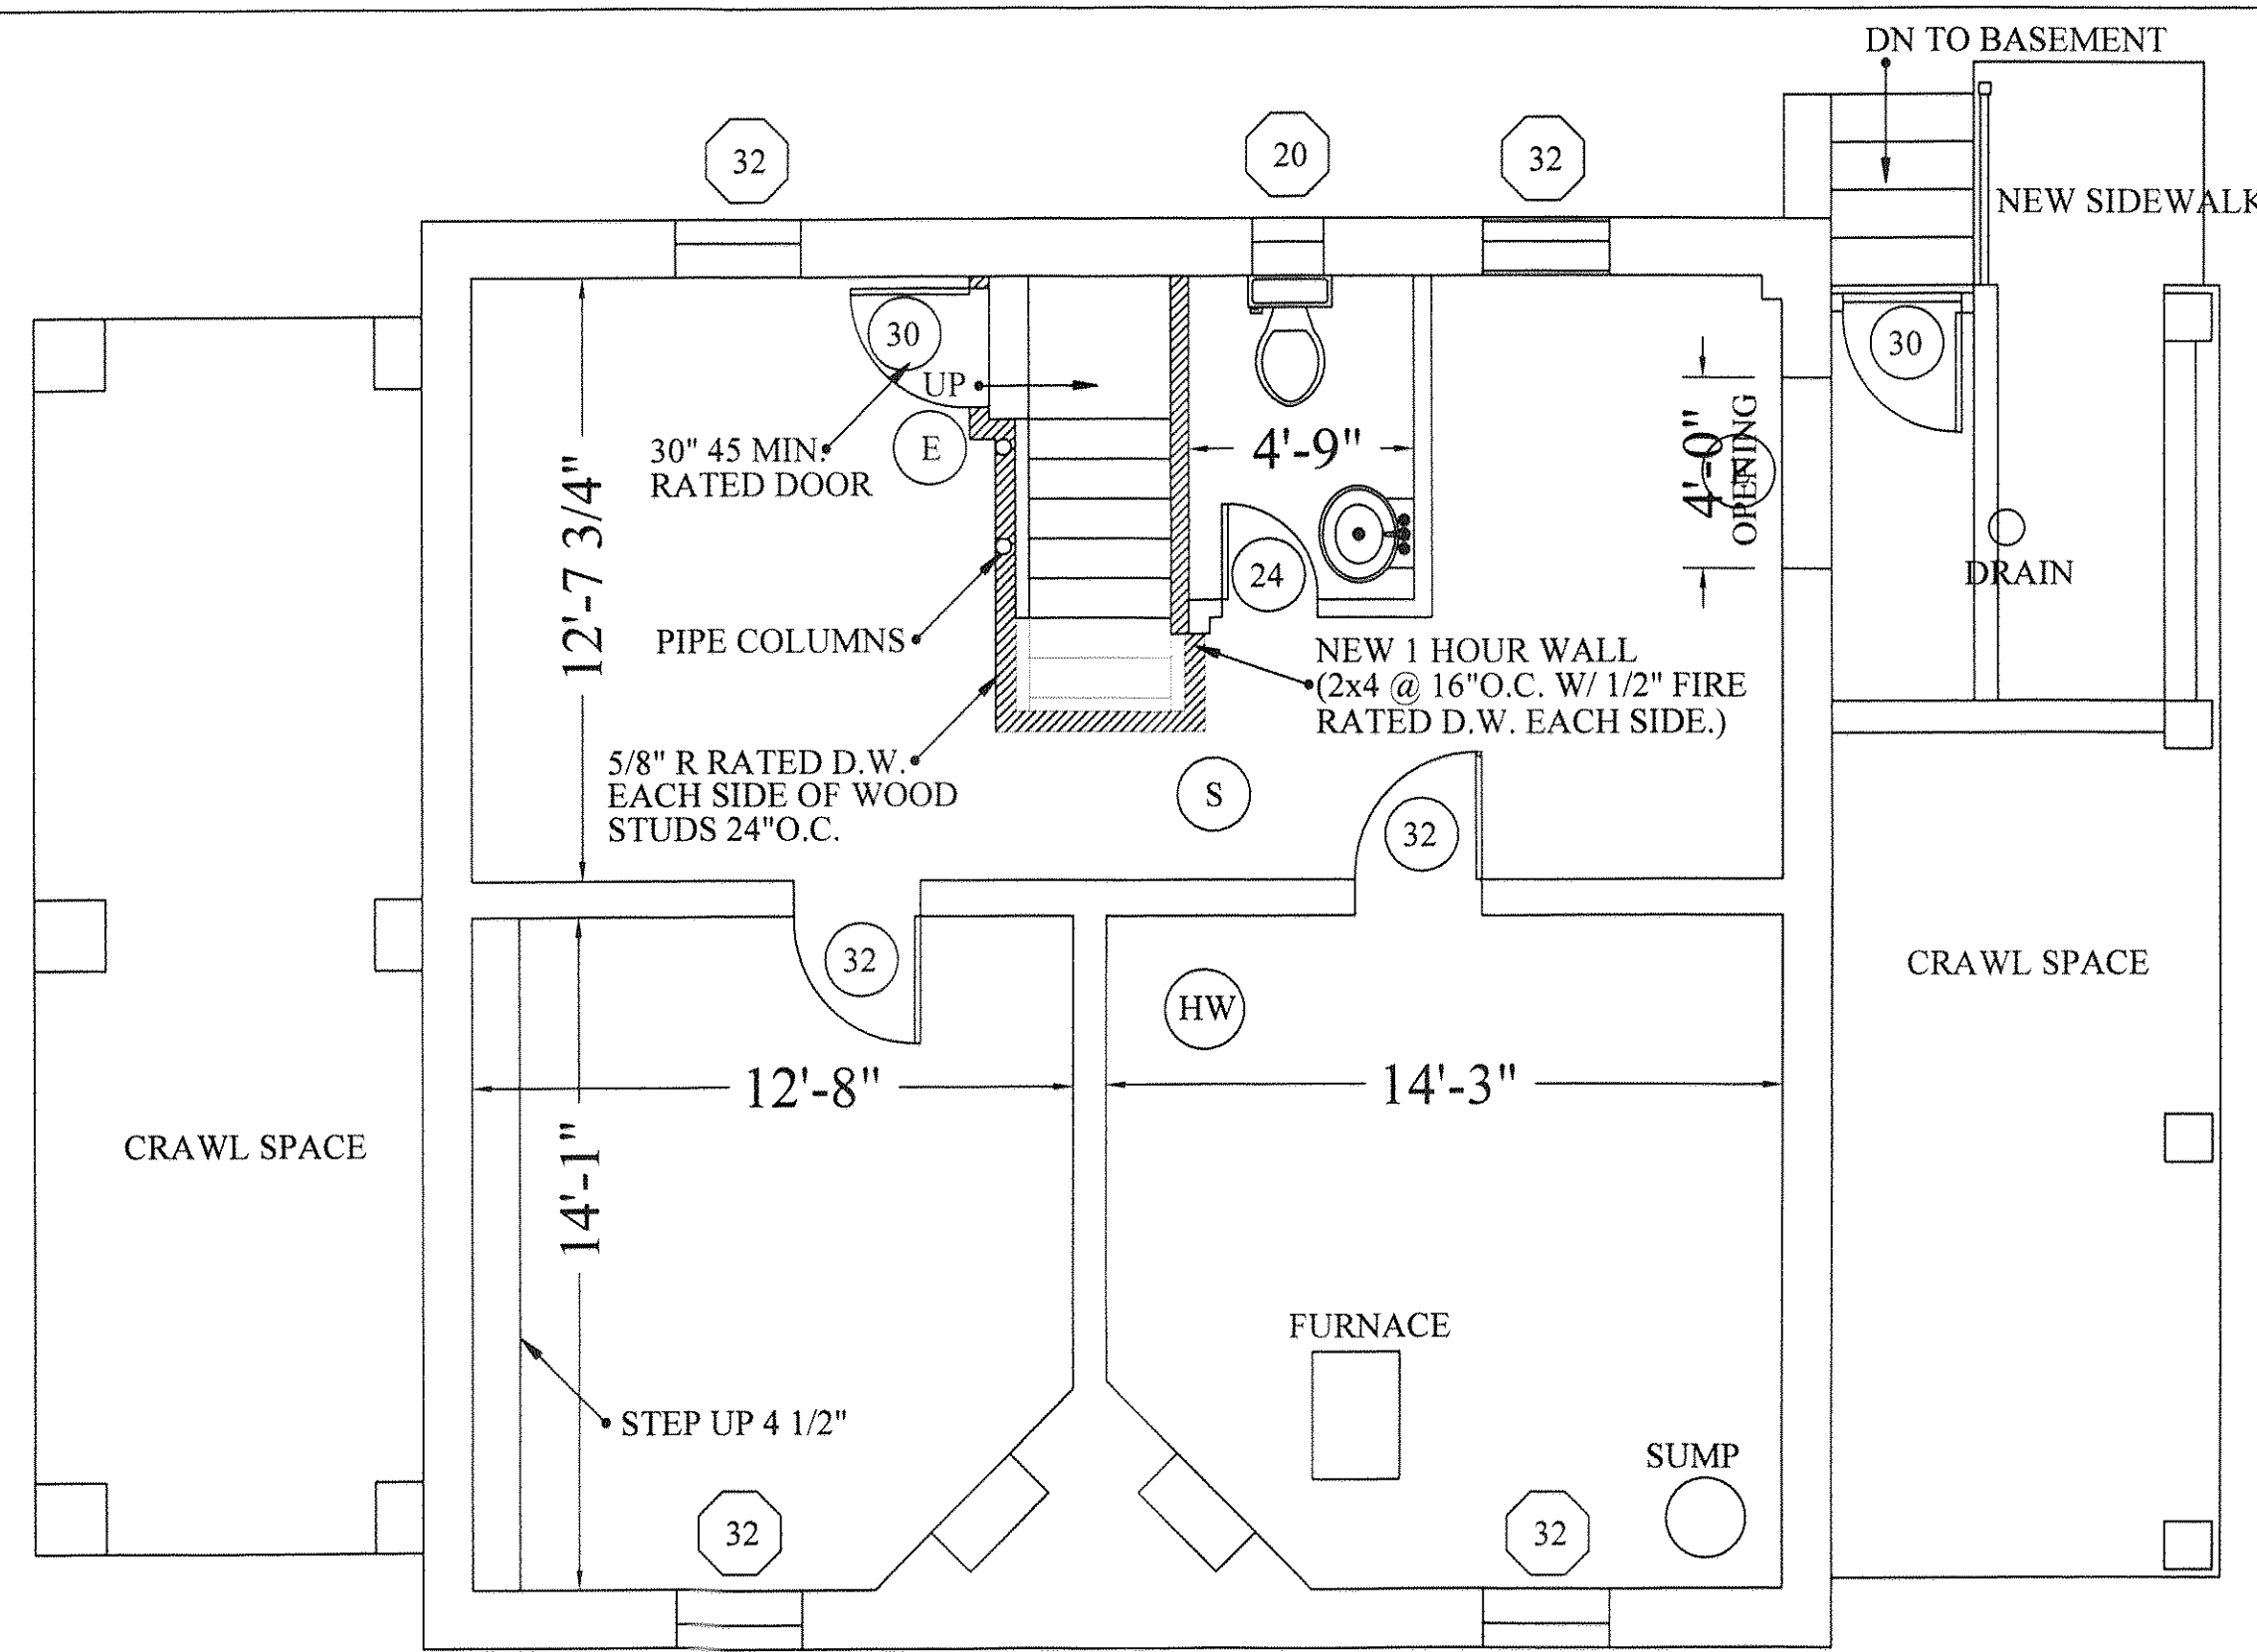 DN TO BASEMENT
32
20
32
NEW SIDEWALK
30
UP
30
30" 45 MIN.
RATED DOOR
E
4'-9"
4'-0"
OPENING
12'-7 3/4"
24
DRAIN
PIPE COLUMNS
NEW 1 HOUR WALL
(2x4 @ 16"O.C. W/ 1/2" FIRE
RATED D.W. EACH SIDE.)
5/8" R RATED D.W.
EACH SIDE OF WOOD
STUDS 24"O.C.
S
32
32
CRAWL SPACE
HW
12'-8"
14'-3"
CRAWL SPACE
14'-1"
FURNACE
STEP UP 4 1/2"
SUMP
32
32